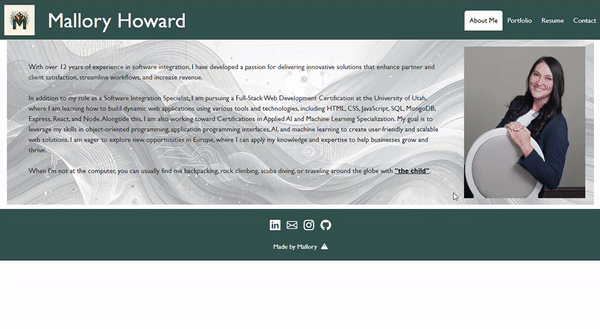 M
Mallory Howard
About Me
Portfolio
Resume
Contact
With over 12 years of experience in software integration, I have developed a passion for delivering innovative solutions that enhance partner and
client satisfaction, streamline workflows, and increase revenue.
In addition to my role as a Software Integration Specialist, I am pursuing a Full-Stack Web Development Certification at the University of Utah,
where I am learning how to build dynamic web applications using various tools and technologies, including HTML, CSS, JavaScript, SQL, MongoDB,
Express, React, and Node. Alongside this, I am also working toward Certifications in Applied AI and Machine Learning Specialization. My goal is to
leverage my skills in object-oriented programming, application programming interfaces, AI, and machine learning to create user-friendly and scalable
web solutions. I am eager to explore new opportunities in Europe, where I can apply my knowledge and expertise to help businesses grow and
thrive.
When I'm not at the computer, you can usually find me backpacking, rock climbing, scuba diving, or traveling around the globe with "the child".
Made by Mallory